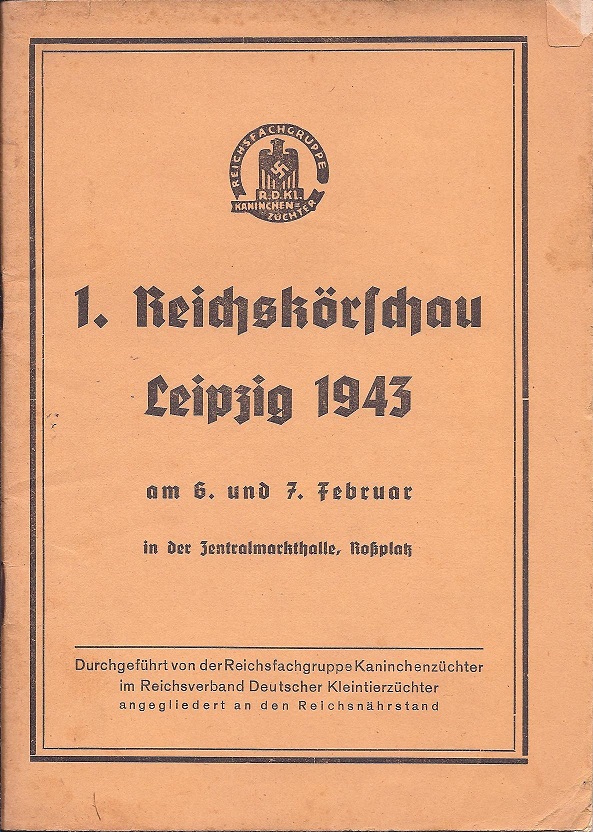 REICHSFACHGRUPPE
R.D.Kl.
KANINCHEN=
ZÜCHTER
1. Reichskörschau
Leipzig 1943
am 6. und 7. Februar
in der Zentralmarkthalle, Roßplatz
Durchgeführt von der Reichsfachgruppe Kaninchenzüchter
im Reichsverband Deutscher Kleintierzüchter
angegliedert an den Reichsnährstand